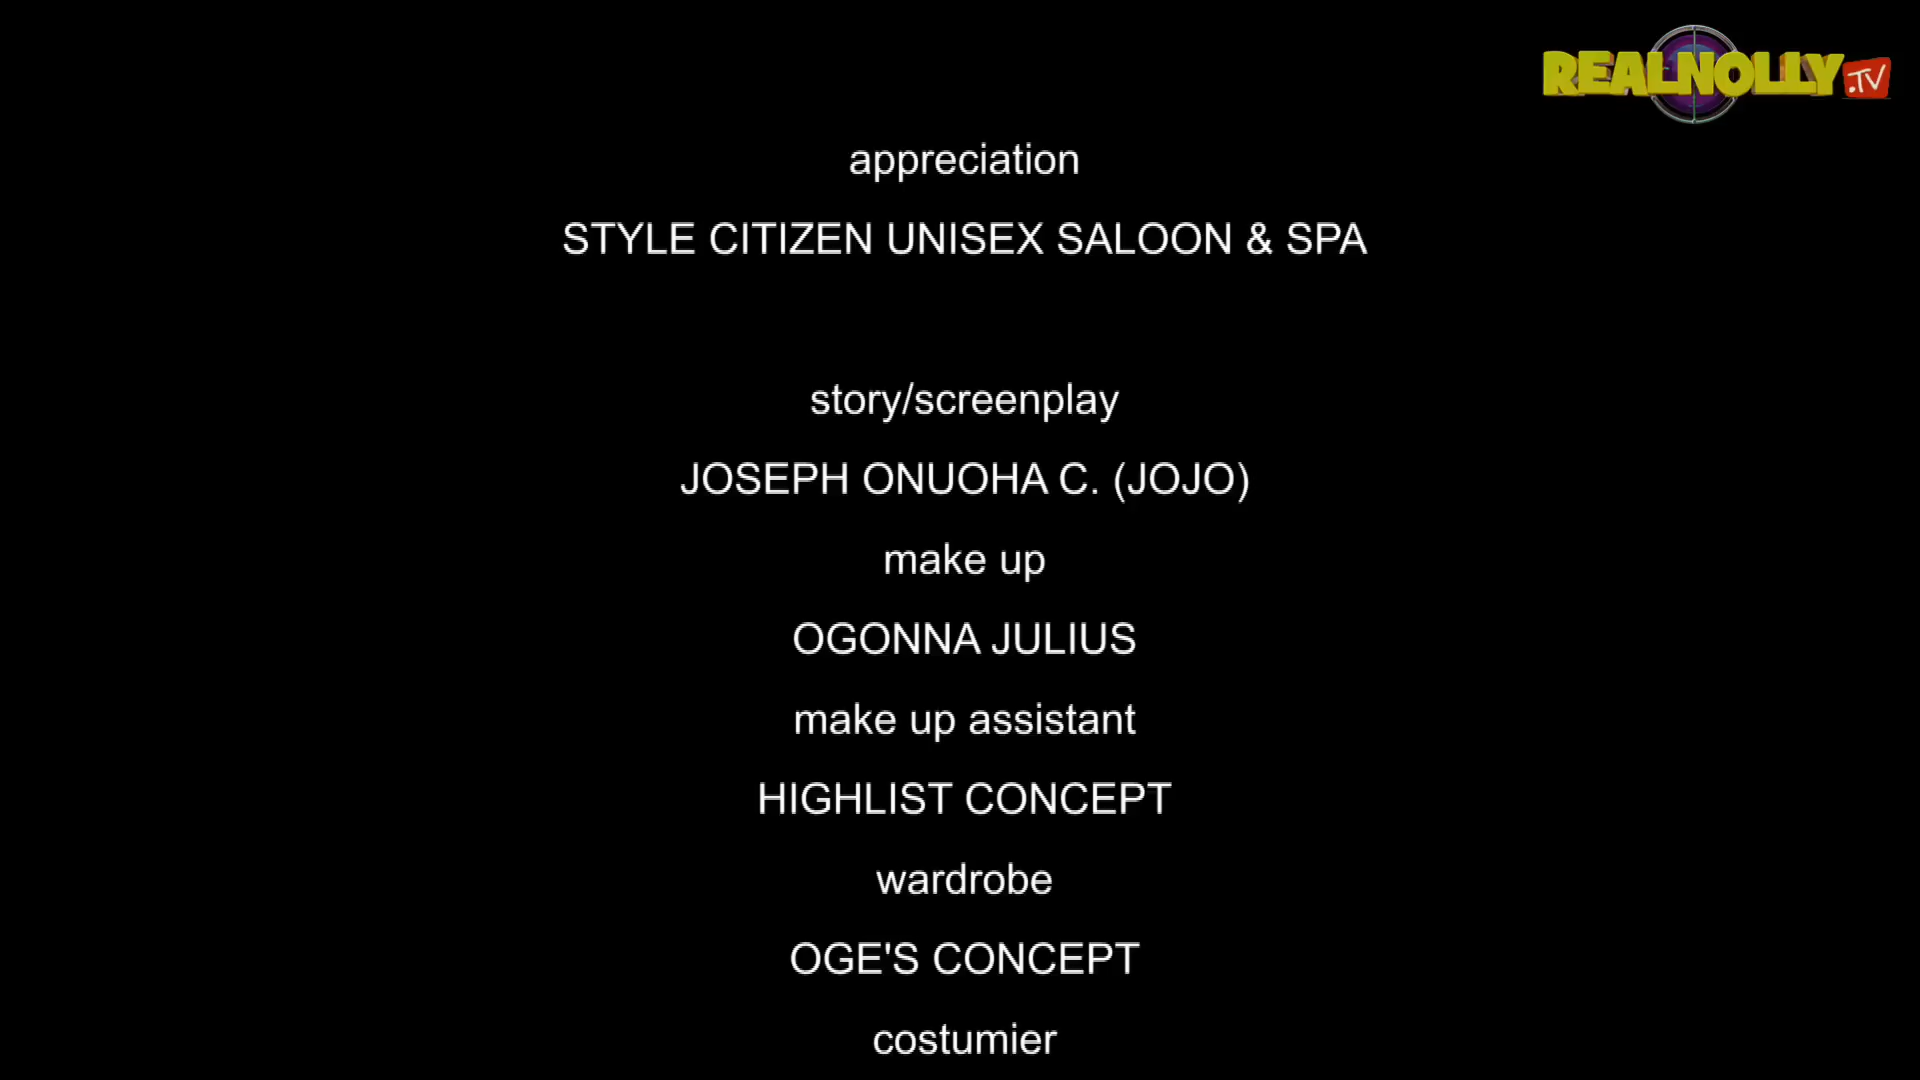 REALNOLLY.TV
appreciation
STYLE CITIZEN UNISEX SALOON & SPA
story/screenplay
JOSEPH ONUOHA C. (JOJO)
make up
OGONNA JULIUS
make up assistant
HIGHLIST CONCEPT
wardrobe
OGE'S CONCEPT
costumier